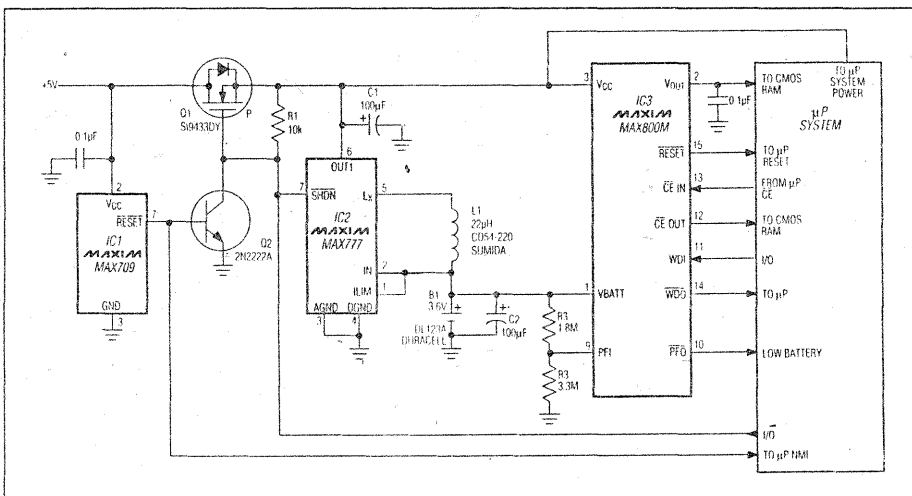 +5V
0.1µF
Q1
Si9433DY
P
R1
10k
C1
100µF
+
6
OUT1
7
SHDN
LX
5
IC2
MAXIM
MAX777
IN
2
ILIM
1
AGND
DGND
3
4
2
VCC
RESET
7
IC1
MAXIM
MAX709
GND
3
Q2
2N2222A
L1
22µH
CD54-220
SUMIDA
B1
3.6V
+
DL123A
DURACELL
+
C2
100µF
R3
1.8M
R3
3.3M
3
VCC
VOUT
2
IC3
MAXIM
MAX800M
RESET
15
CE IN
13
CE OUT
12
WDI
11
1
VBATT
WDO
14
9
PFI
PFO
10
0.1µF
TO CMOS
RAM
TO µP
SYSTEM
POWER
µP
SYSTEM
TO µP
RESET
FROM µP
CE
TO CMOS
RAM
I/O
TO µP
LOW BATTERY
I/O
TO µP NMI